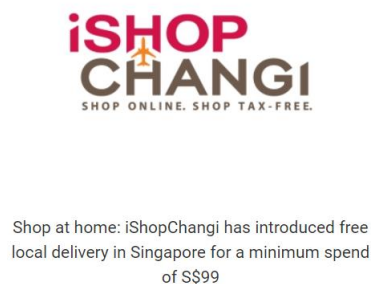 iSHOP
CHANGI
SHOP ONLINE. SHOP TAX-FREE.
Shop at home: iShopChangi has introduced free
local delivery in Singapore for a minimum spend
of S$99